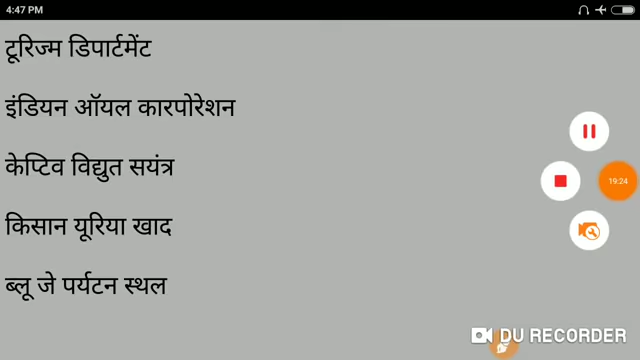 4:47 PM
टूरिज्म डिपार्टमेंट
इंडियन ऑयल कारपोरेशन
केप्टिव विद्युत सयंत्र
19:24
किसान यूरिया खाद
ब्लू जे पर्यटन स्थल
DU RECORDER